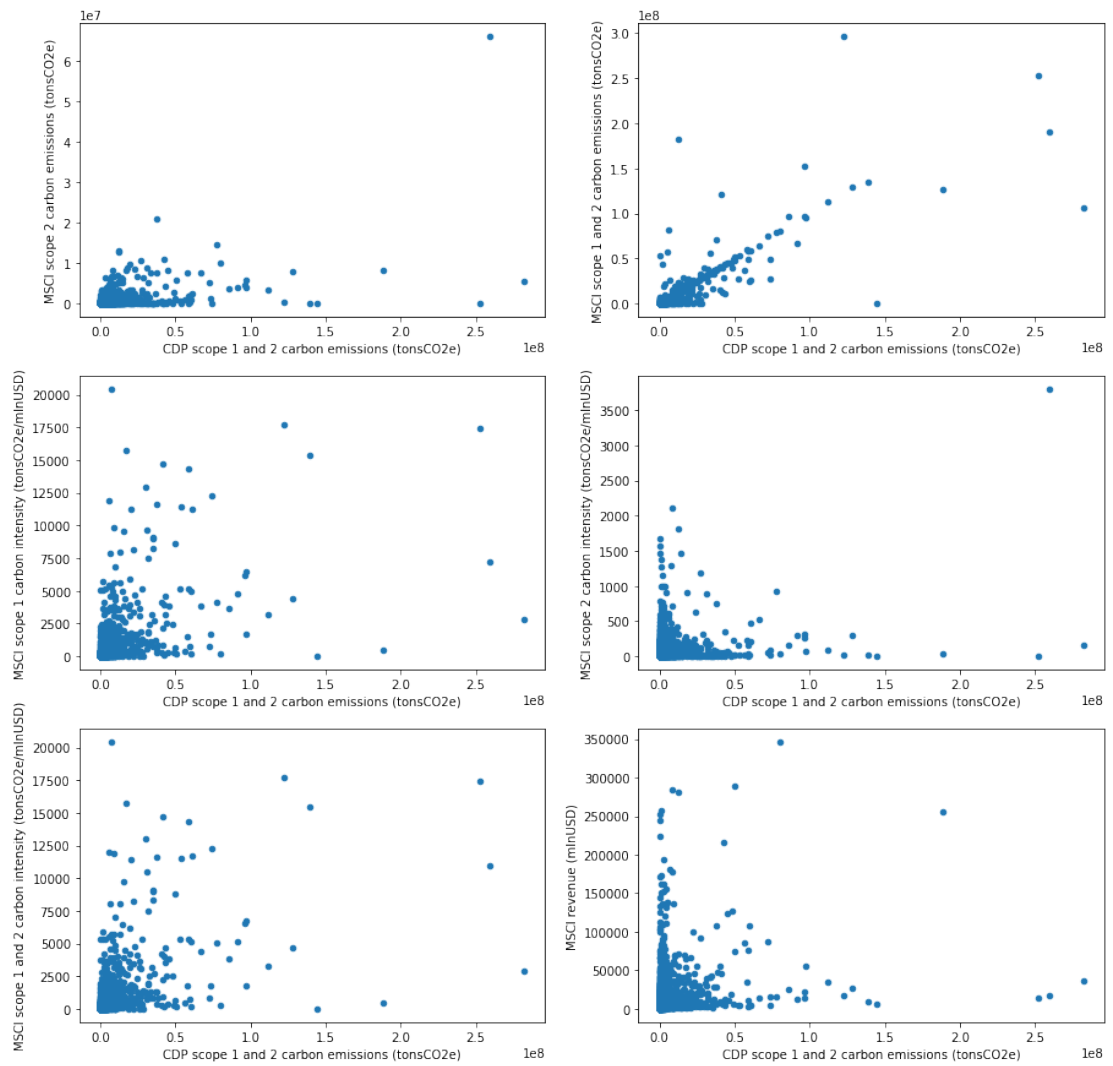 1e7
MSCI scope 2 carbon emissions (tonsCO2e)
6
5
4
3
2
1
0
0.0 0.5 1.0 1.5 2.0 2.5
CDP scope 1 and 2 carbon emissions (tonsCO2e)
1e8
1e8
MSCI scope 1 and 2 carbon emissions (tonsCO2e)
3.0
2.5
2.0
1.5
1.0
0.5
0.0
0.0 0.5 1.0 1.5 2.0 2.5
CDP scope 1 and 2 carbon emissions (tonsCO2e)
1e8
MSCI scope 1 carbon intensity (tonsCO2e/mlnUSD)
20000
17500
15000
12500
10000
7500
5000
2500
0
0.0 0.5 1.0 1.5 2.0 2.5
CDP scope 1 and 2 carbon emissions (tonsCO2e)
1e8
MSCI scope 2 carbon intensity (tonsCO2e/mlnUSD)
3500
3000
2500
2000
1500
1000
500
0
0.0 0.5 1.0 1.5 2.0 2.5
CDP scope 1 and 2 carbon emissions (tonsCO2e)
1e8
MSCI scope 1 and 2 carbon intensity (tonsCO2e/mlnUSD)
20000
17500
15000
12500
10000
7500
5000
2500
0
0.0 0.5 1.0 1.5 2.0 2.5
CDP scope 1 and 2 carbon emissions (tonsCO2e)
1e8
MSCI revenue (mlnUSD)
350000
300000
250000
200000
150000
100000
50000
0
0.0 0.5 1.0 1.5 2.0 2.5
CDP scope 1 and 2 carbon emissions (tonsCO2e)
1e8